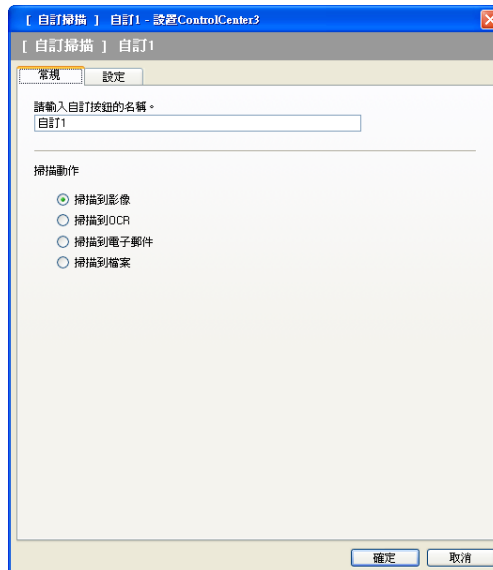 [ 自訂掃描 ] 自訂1 - 設置ControlCenter3
[ 自訂掃描 ] 自訂1
常規 設定
請輸入自訂按鈕的名稱。
自訂1
掃描動作
掃描到影像
掃描到OCR
掃描到電子郵件
掃描到檔案
確定 取消